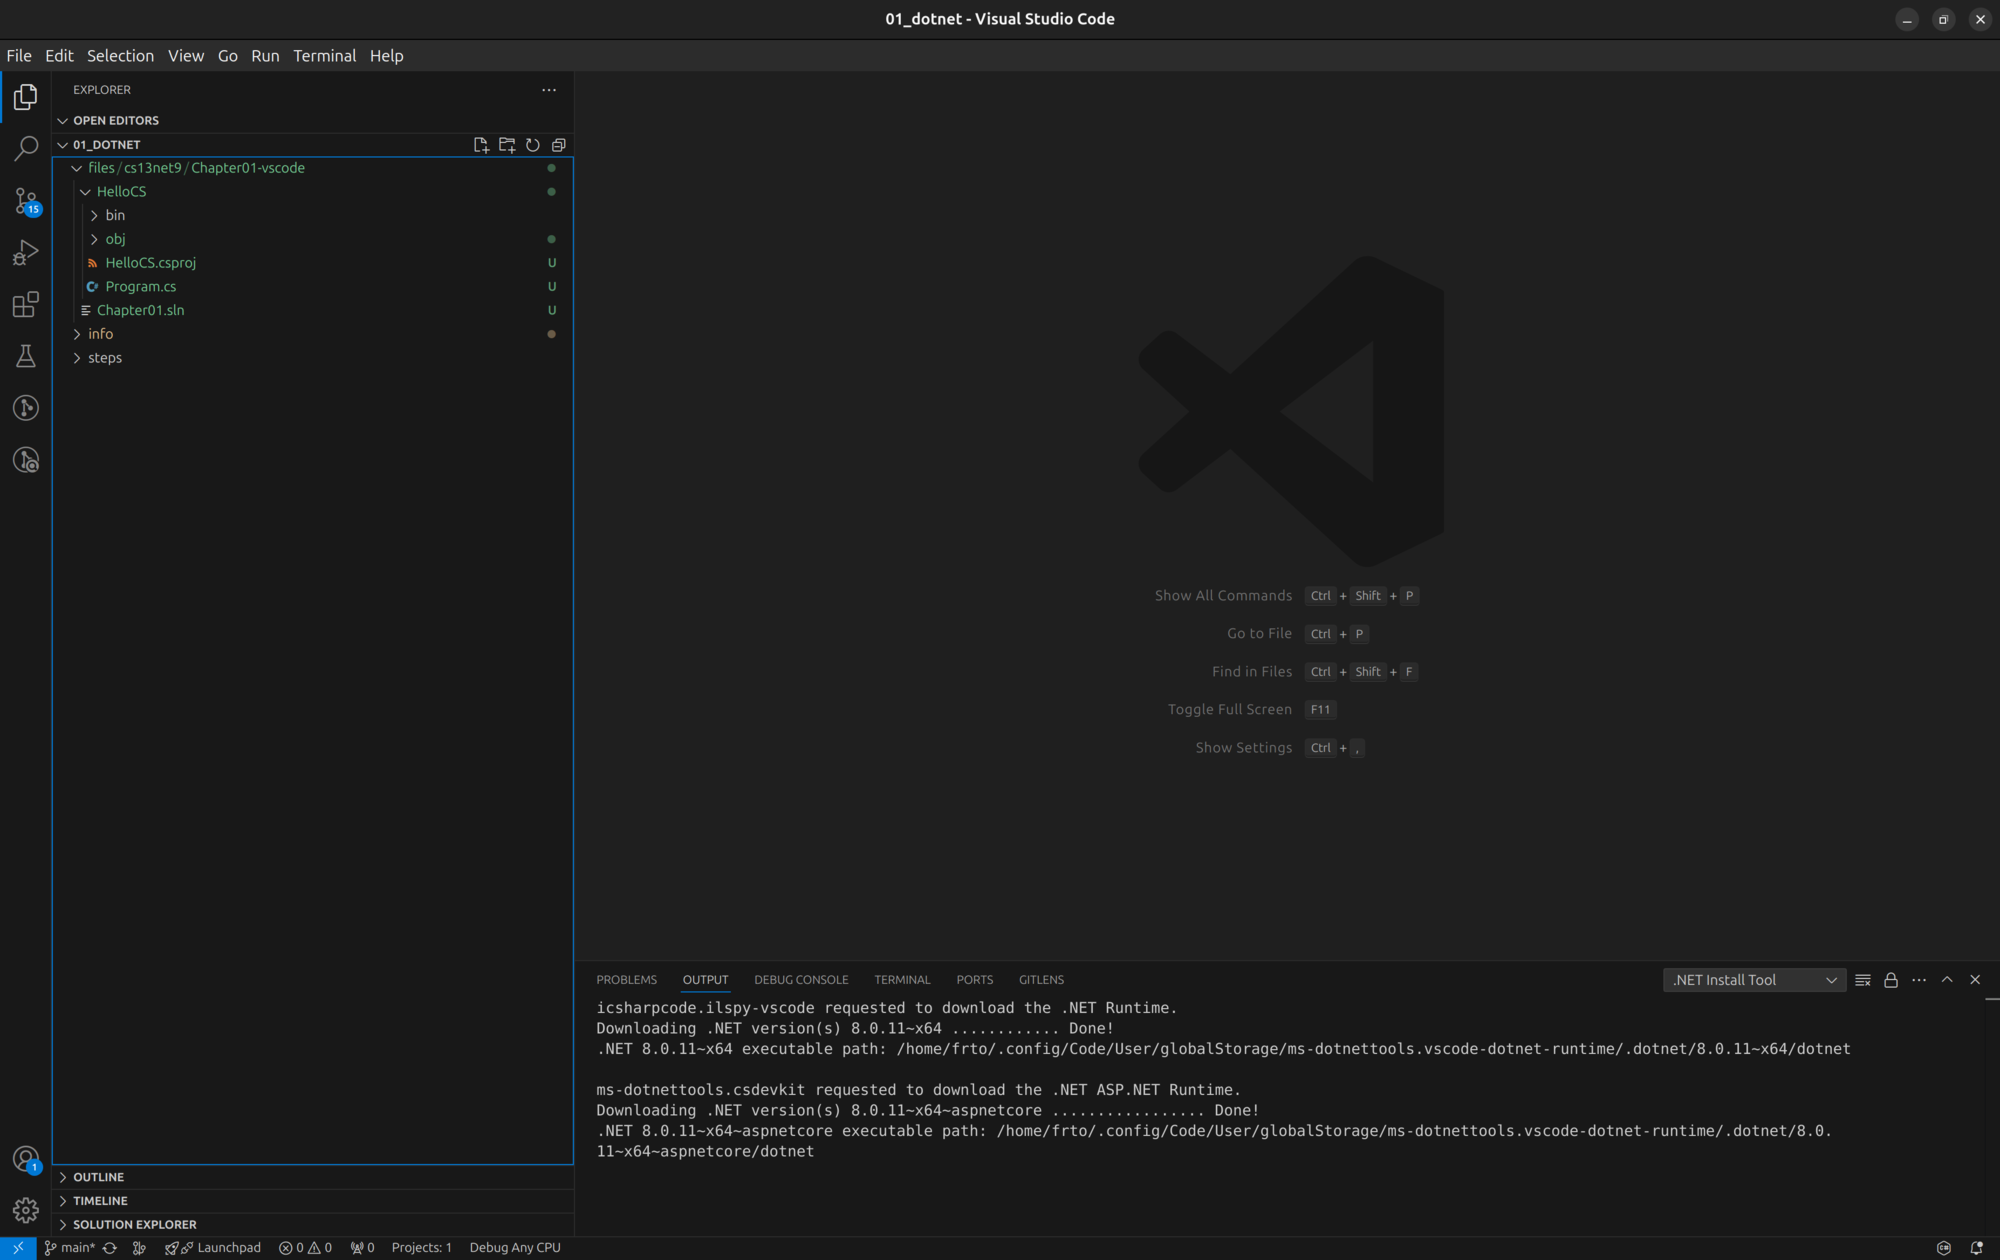 01_dotnet - Visual Studio Code
File Edit Selection View Go Run Terminal Help
EXPLORER
OPEN EDITORS
01_DOTNET
files/cs13net9/Chapter01-vscode
HelloCS
bin
obj
HelloCS.csproj U
Program.cs U
Chapter01.sln U
info
steps
15
1
OUTLINE
TIMELINE
SOLUTION EXPLORER
Show All Commands Ctrl + Shift + P
Go to File Ctrl + P
Find in Files Ctrl + Shift + F
Toggle Full Screen F11
Show Settings Ctrl + ,
PROBLEMS OUTPUT DEBUG CONSOLE TERMINAL PORTS GITLENS .NET Install Tool
icsharpcode.ilspy-vscode requested to download the .NET Runtime.
Downloading .NET version(s) 8.0.11~x64 ............ Done!
.NET 8.0.11~x64 executable path: /home/frto/.config/Code/User/globalStorage/ms-dotnettools.vscode-dotnet-runtime/.dotnet/8.0.11~x64/dotnet
ms-dotnettools.csdevkit requested to download the .NET ASP.NET Runtime.
Downloading .NET version(s) 8.0.11~x64~aspnetcore ................. Done!
.NET 8.0.11~x64~aspnetcore executable path: /home/frto/.config/Code/User/globalStorage/ms-dotnettools.vscode-dotnet-runtime/.dotnet/8.0.
11~x64~aspnetcore/dotnet
main* Launchpad 0 0 0 Projects: 1 Debug Any CPU